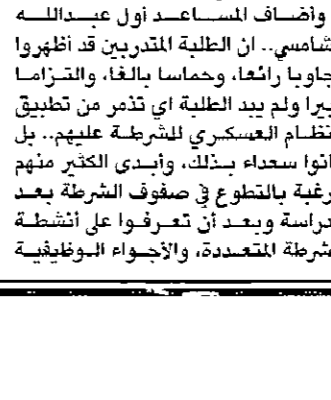 وأضاف المساعد أول عبدالله
شامسي.. ان الطلبة المتدربين قد أظهروا
جاوبا رائعا، وحماسا بالغا، والتزاما
بيرا ولم يبد الطلبة اي تذمر من تطبيق
نظام العسكري للشرطة عليهم.. بل
انوا سعداء بذلك، وأبدى الكثير منهم
رغبة بالتطوع في صفوف الشرطة بعد
دراسة وبعد أن تعرفوا على أنشطة
شرطة المتعددة، والأجواء الوظيفية